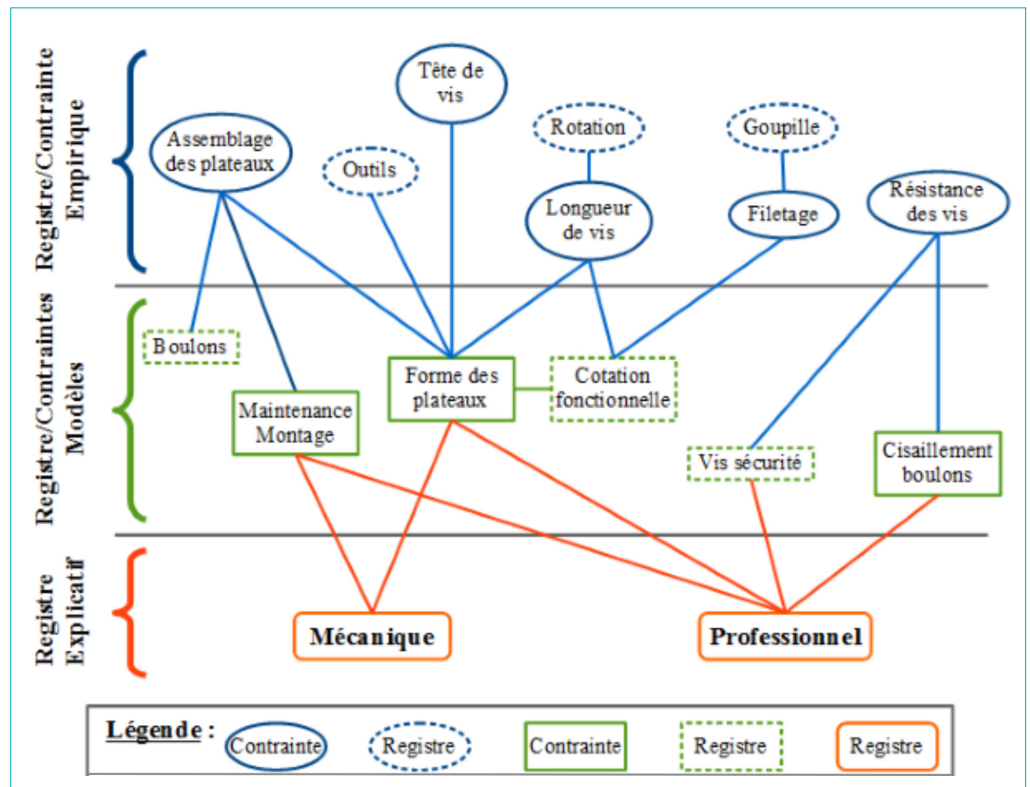 Registre/Contrainte
Empirique
Tête de
vis
Assemblage
des plateaux
Outils
Rotation
Goupille
Longueur
de vis
Filetage
Résistance
des vis
Registre/Contraintes
Modèles
Boulons
Maintenance
Montage
Forme des
plateaux
Cotation
fonctionnelle
Vis sécurité
Cisaillement
boulons
Registre
Explicatif
Mécanique
Professionnel
Légende :
Contrainte
Registre
Contrainte
Registre
Registre